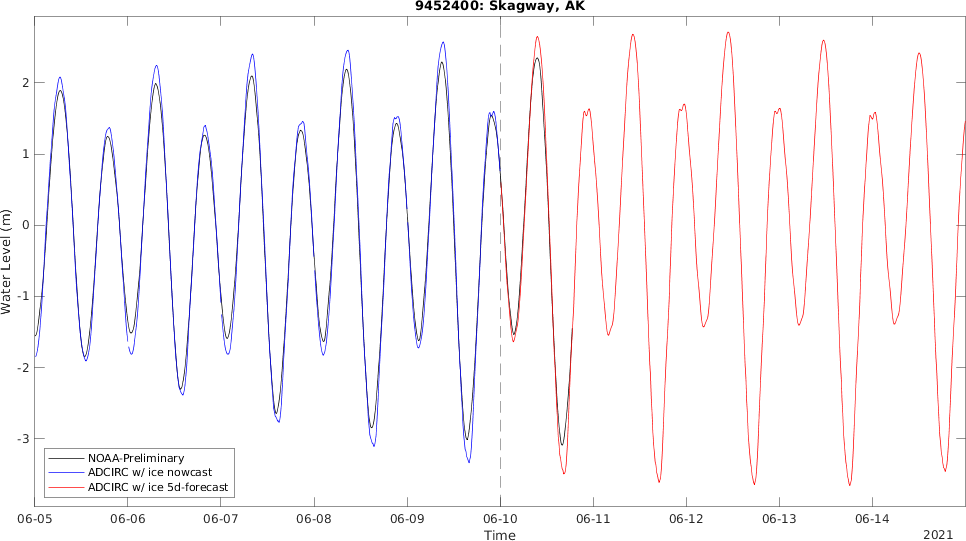 9452400: Skagway, AK
Water Level (m)
2
1
0
-1
-2
-3
NOAA-Preliminary
ADCIRC w/ ice nowcast
ADCIRC w/ ice 5d-forecast
06-05 06-06 06-07 06-08 06-09 06-10 06-11 06-12 06-13 06-14
Time
2021